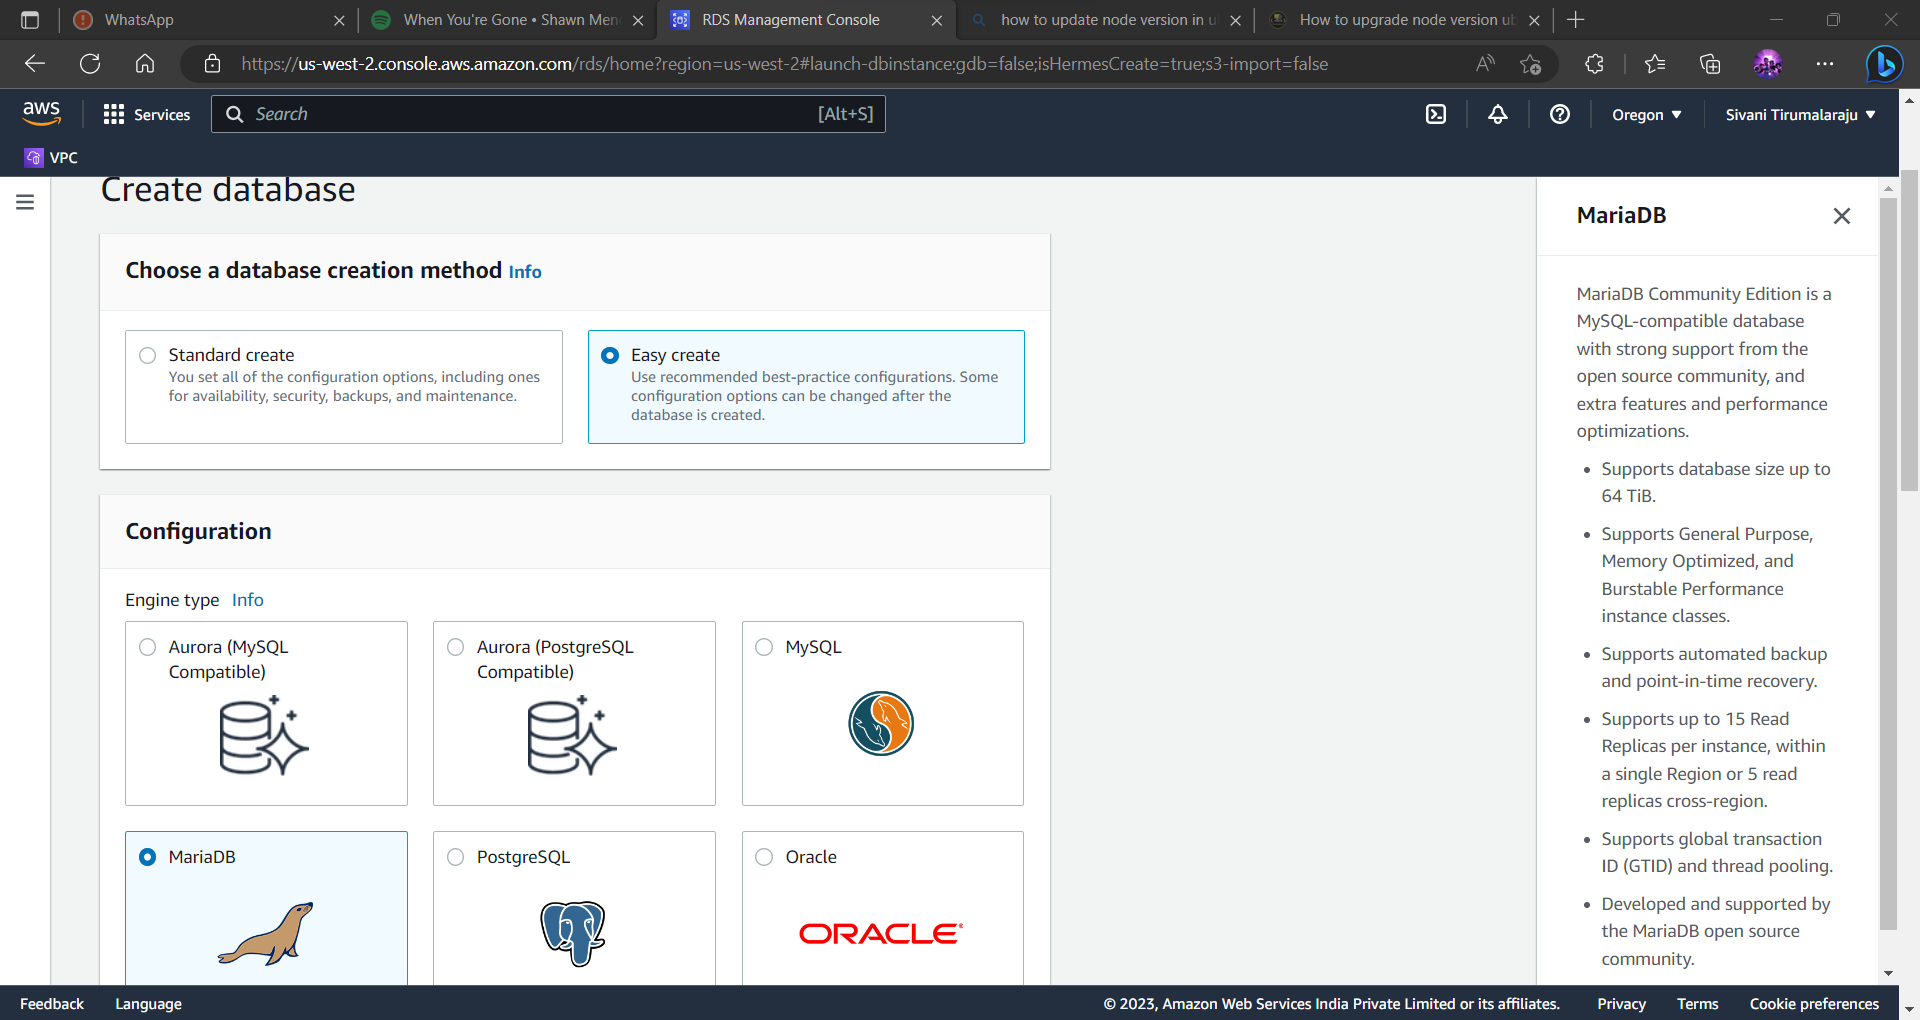 WhatsApp
When You're Gone • Shawn Men
RDS Management Console
how to update node version in u
How to upgrade node version ub
https://us-west-2.console.aws.amazon.com/rds/home?region=us-west-2#launch-dbinstance:gdb=false;isHermesCreate=true;s3-import=false
aws
Services
Search
[Alt+S]
Oregon
Sivani Tirumalaraju
VPC
Create database
Choose a database creation method Info
Standard create
You set all of the configuration options, including ones
for availability, security, backups, and maintenance.
Easy create
Use recommended best-practice configurations. Some
configuration options can be changed after the
database is created.
Configuration
Engine type Info
Aurora (MySQL
Compatible)
Aurora (PostgreSQL
Compatible)
MySQL
MariaDB
PostgreSQL
Oracle
ORACLE
MariaDB
MariaDB Community Edition is a
MySQL-compatible database
with strong support from the
open source community, and
extra features and performance
optimizations.
• Supports database size up to
64 TiB.
• Supports General Purpose,
Memory Optimized, and
Burstable Performance
instance classes.
• Supports automated backup
and point-in-time recovery.
• Supports up to 15 Read
Replicas per instance, within
a single Region or 5 read
replicas cross-region.
• Supports global transaction
ID (GTID) and thread pooling.
• Developed and supported by
the MariaDB open source
community.
Feedback
Language
© 2023, Amazon Web Services India Private Limited or its affiliates.
Privacy
Terms
Cookie preferences